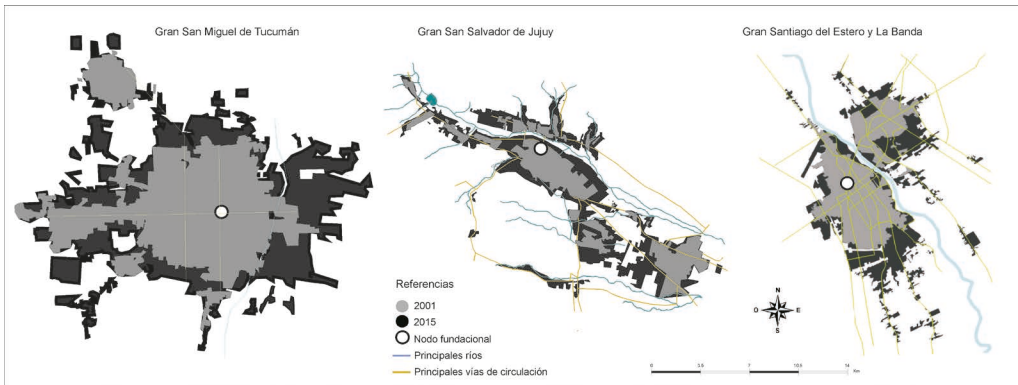 Gran San Miguel de Tucumán
Gran San Salvador de Jujuy
Gran Santiago del Estero y La Banda
Referencias
2001
2015
Nodo fundacional
Principales ríos
Principales vías de circulación
N
O
E
S
0
3.5
7
10.5
14
Km